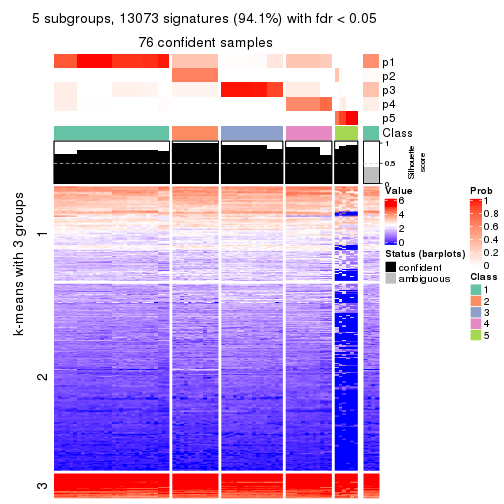 5 subgroups, 13073 signatures (94.1%) with fdr < 0.05
76 confident samples
p1
p2
p3
p4
p5
Class
1
0.5
0
Silhouette
score
k-means with 3 groups
1
2
3
Value
6
4
2
0
Status (barplots)
confident
ambiguous
Prob
1
0.8
0.6
0.4
0.2
0
Class
1
2
3
4
5